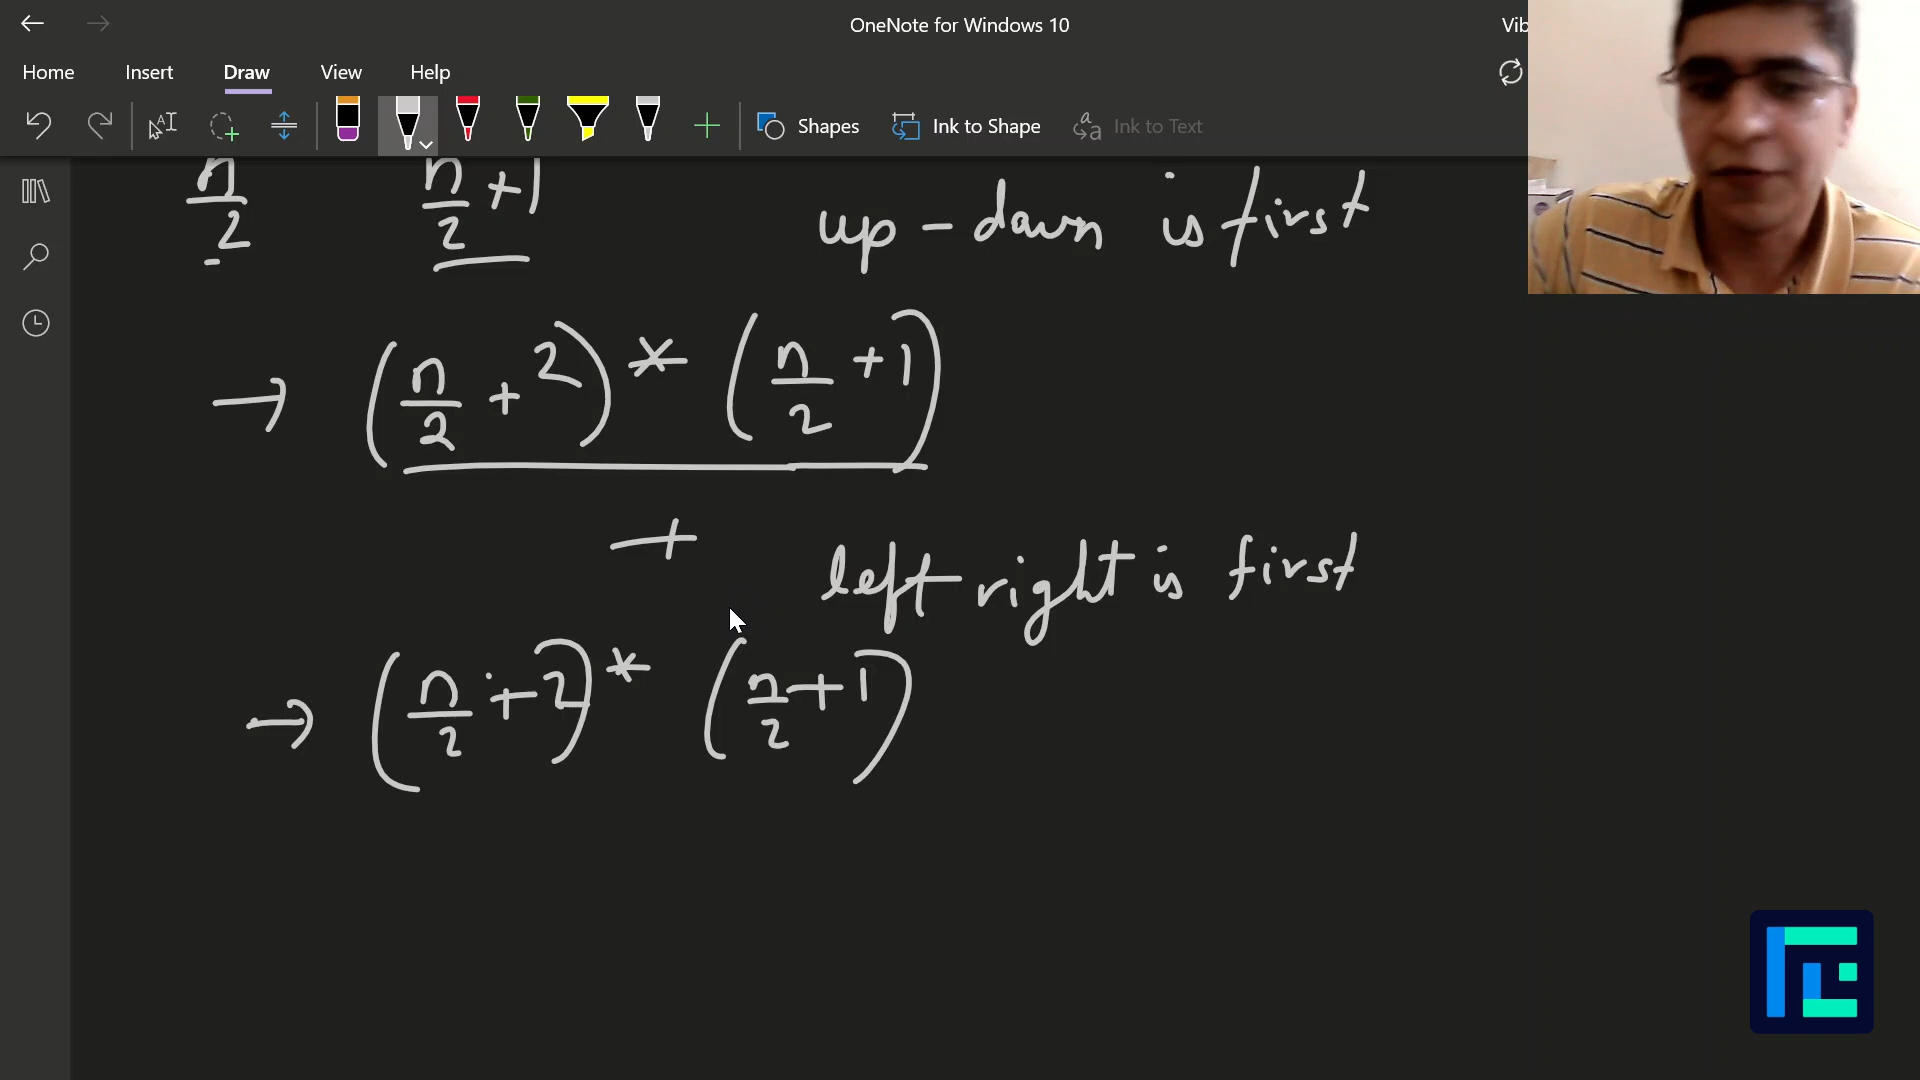 OneNote for Windows 10
Vib
Home Insert Draw View Help
Shapes Ink to Shape Ink to Text
n/2 n/2 +1
up - down is first
→ (n/2 + 2) * (n/2 + 1)
+
left right is first
→ (n/2 + 2) * (n/2 + 1)